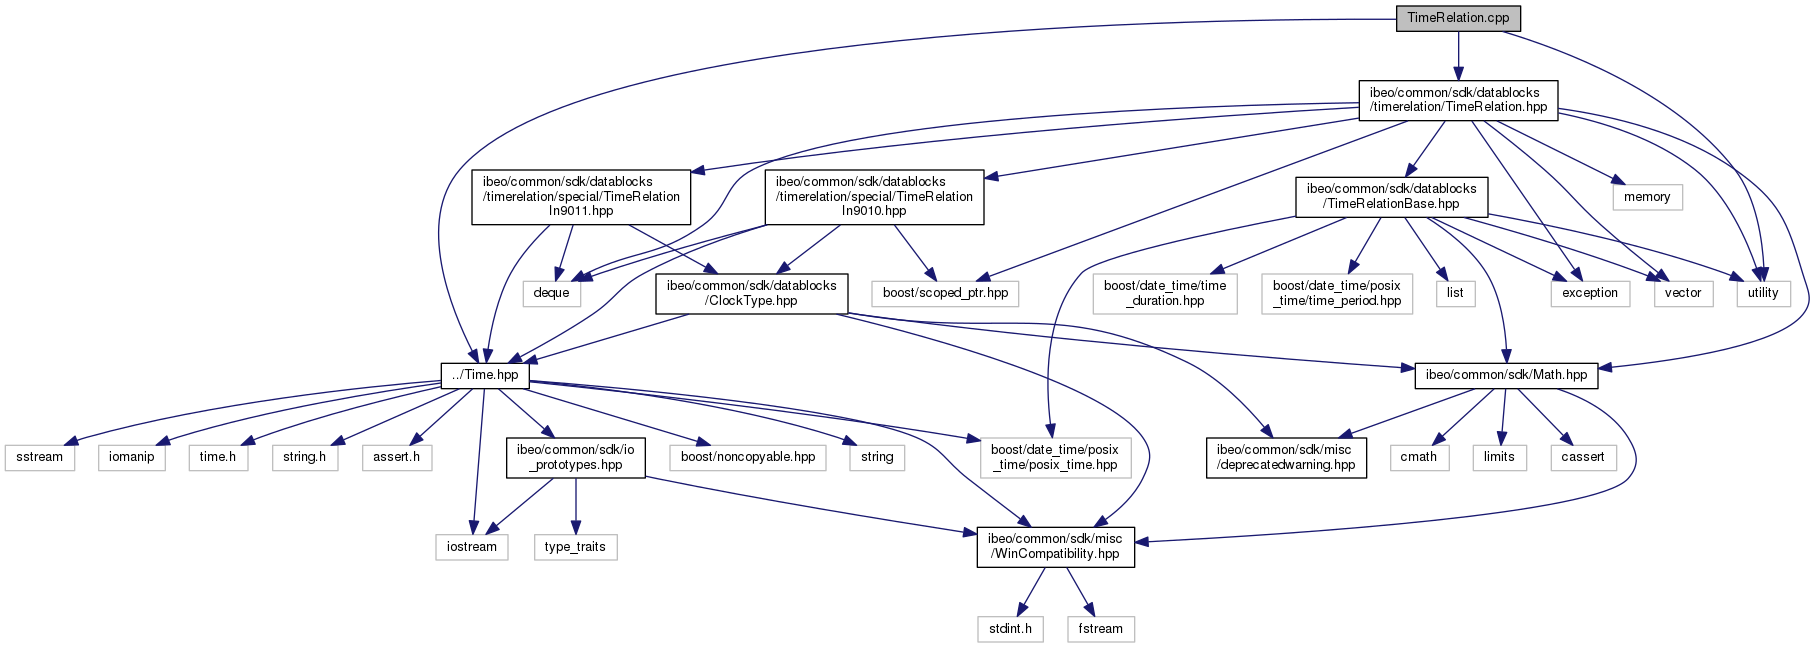 TimeRelation.cpp
ibeo/common/sdk/datablocks
/timerelation/TimeRelation.hpp
ibeo/common/sdk/datablocks
/timerelation/special/TimeRelation
In9011.hpp
ibeo/common/sdk/datablocks
/timerelation/special/TimeRelation
In9010.hpp
ibeo/common/sdk/datablocks
/TimeRelationBase.hpp
memory
deque
ibeo/common/sdk/datablocks
/ClockType.hpp
boost/scoped_ptr.hpp
boost/date_time/time
_duration.hpp
boost/date_time/posix
_time/time_period.hpp
list
exception
vector
utility
../Time.hpp
ibeo/common/sdk/Math.hpp
sstream
iomanip
time.h
string.h
assert.h
ibeo/common/sdk/io
_prototypes.hpp
boost/noncopyable.hpp
string
boost/date_time/posix
_time/posix_time.hpp
ibeo/common/sdk/misc
/deprecatedwarning.hpp
cmath
limits
cassert
iostream
type_traits
ibeo/common/sdk/misc
/WinCompatibility.hpp
stdint.h
fstream